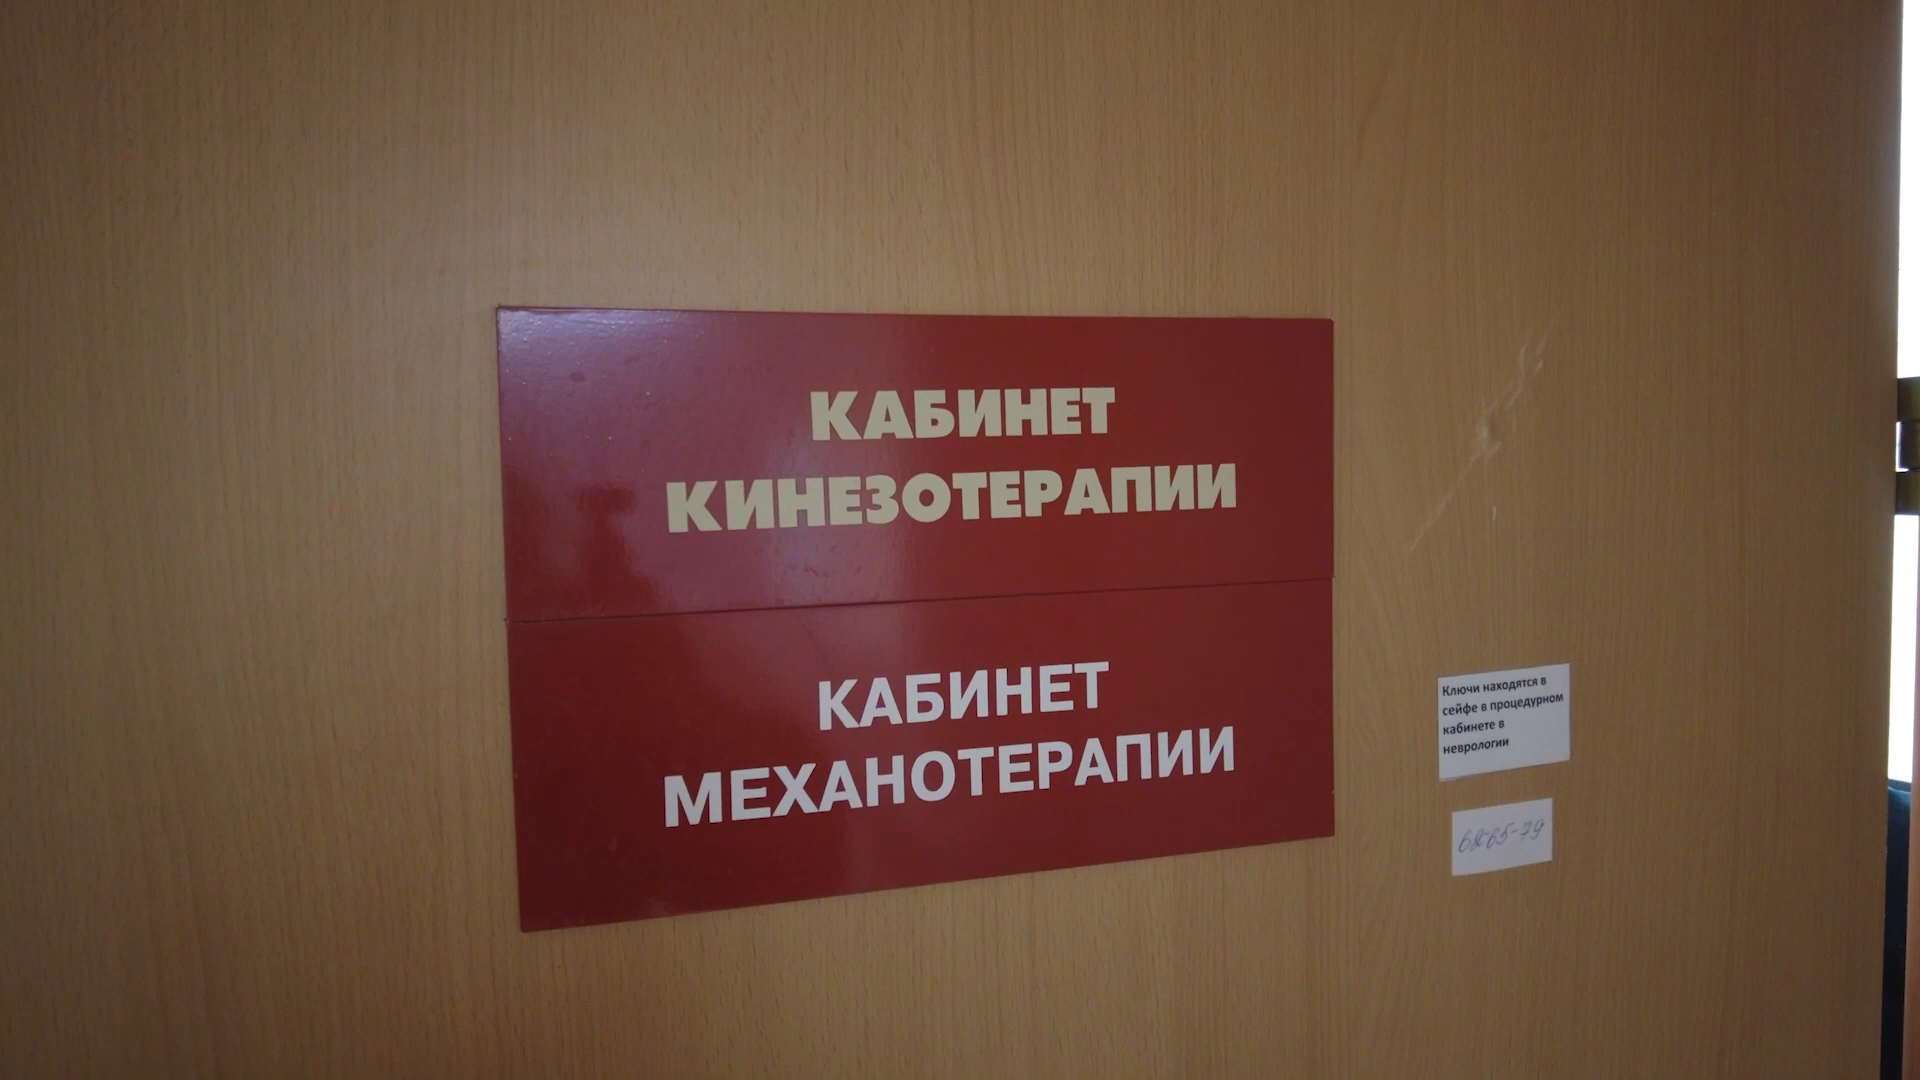 КАБИНЕТ
КИНЕЗОТЕРАПИИ
КАБИНЕТ
МЕХАНОТЕРАПИИ
Ключи находятся в
сейфе в процедурном
кабинете в
неврологии